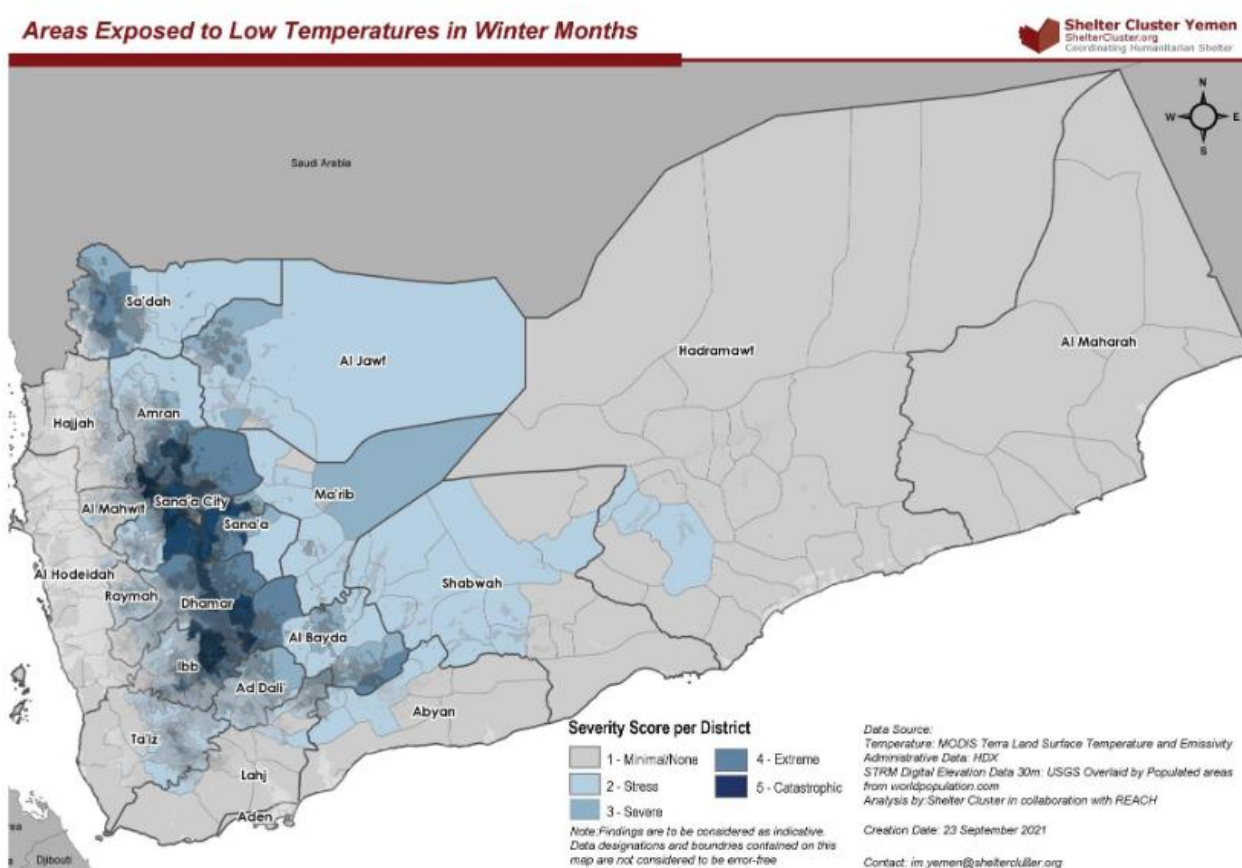 Areas Exposed to Low Temperatures in Winter Months
Shelter Cluster Yemen
ShelterCluster.org
Coordinating Humanitarian Shelter
N
W
E
S
Saudi Arabia
Sa'dah
Al Jawf
Hadramawt
Al Maharah
Amran
Hajjah
Ma'rib
Sana'a City
Al Mahwit
Sana'a
Al Hodeidah
Shabwah
Raymah
Dhamar
Al Bayda
Ibb
Ad Dali'
Abyan
Ta'iz
Lahj
Aden
Djibouti
Severity Score per District
1 - Minimal/None
2 - Stress
3 - Severe
4 - Extreme
5 - Catastrophic
Note:Findings are to be considered as indicative.
Data designations and boundries contained on this
map are not considered to be error-free
Data Source:
Temperature: MODIS Terra Land Surface Temperature and Emissivity
Administrative Data: HDX
STRM Digital Elevation Data 30m: USGS Overlaid by Populated areas
from worldpopulation.com
Analysis by Shelter Cluster in collaboration with REACH
Creation Date: 23 September 2021
Contact: im.yemen@sheltercluster.org